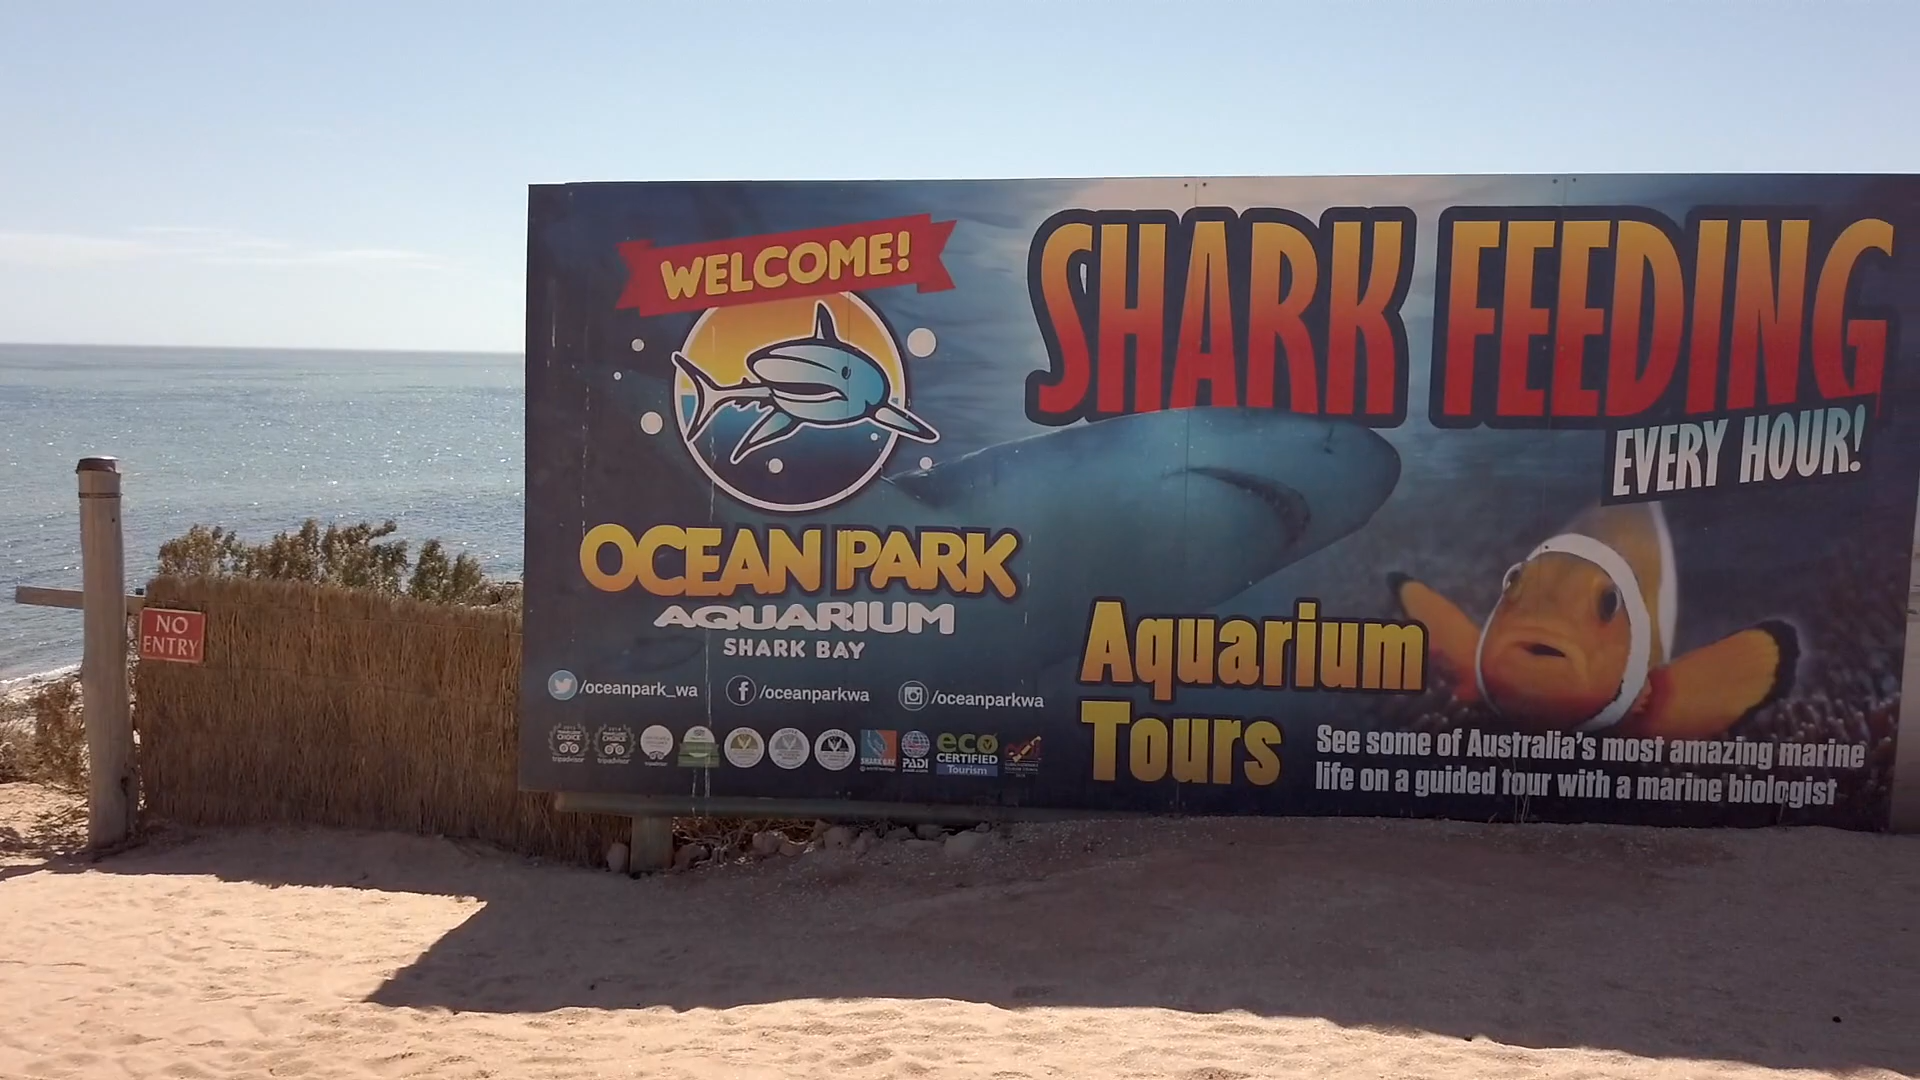 WELCOME!
OCEAN PARK
AQUARIUM
SHARK BAY
/oceanpark_wa
/oceanparkwa
/oceanparkwa
tripadvisor
tripadvisor
tripadvisor
SHARK BAY
PADI
eco
CERTIFIED
Tourism
SHARK FEEDING
EVERY HOUR!
Aquarium
Tours
See some of Australia's most amazing marine
life on a guided tour with a marine biologist
NO
ENTRY